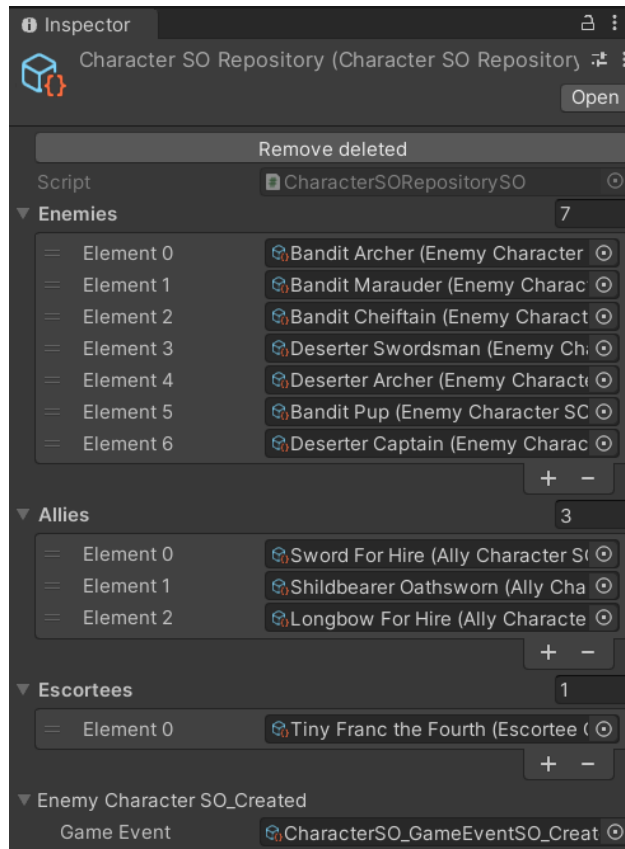 Inspector
Character SO Repository (Character SO Repository
Open
Remove deleted
Script CharacterSORepositorySO
Enemies 7
Element 0 Bandit Archer (Enemy Character
Element 1 Bandit Marauder (Enemy Charac
Element 2 Bandit Cheiftain (Enemy Charact
Element 3 Deserter Swordsman (Enemy Ch
Element 4 Deserter Archer (Enemy Characte
Element 5 Bandit Pup (Enemy Character SO
Element 6 Deserter Captain (Enemy Charac
+ −
Allies 3
Element 0 Sword For Hire (Ally Character S
Element 1 Shildbearer Oathsworn (Ally Cha
Element 2 Longbow For Hire (Ally Characte
+ −
Escortees 1
Element 0 Tiny Franc the Fourth (Escortee
+ −
Enemy Character SO_Created
Game Event CharacterSO_GameEventSO_Creat